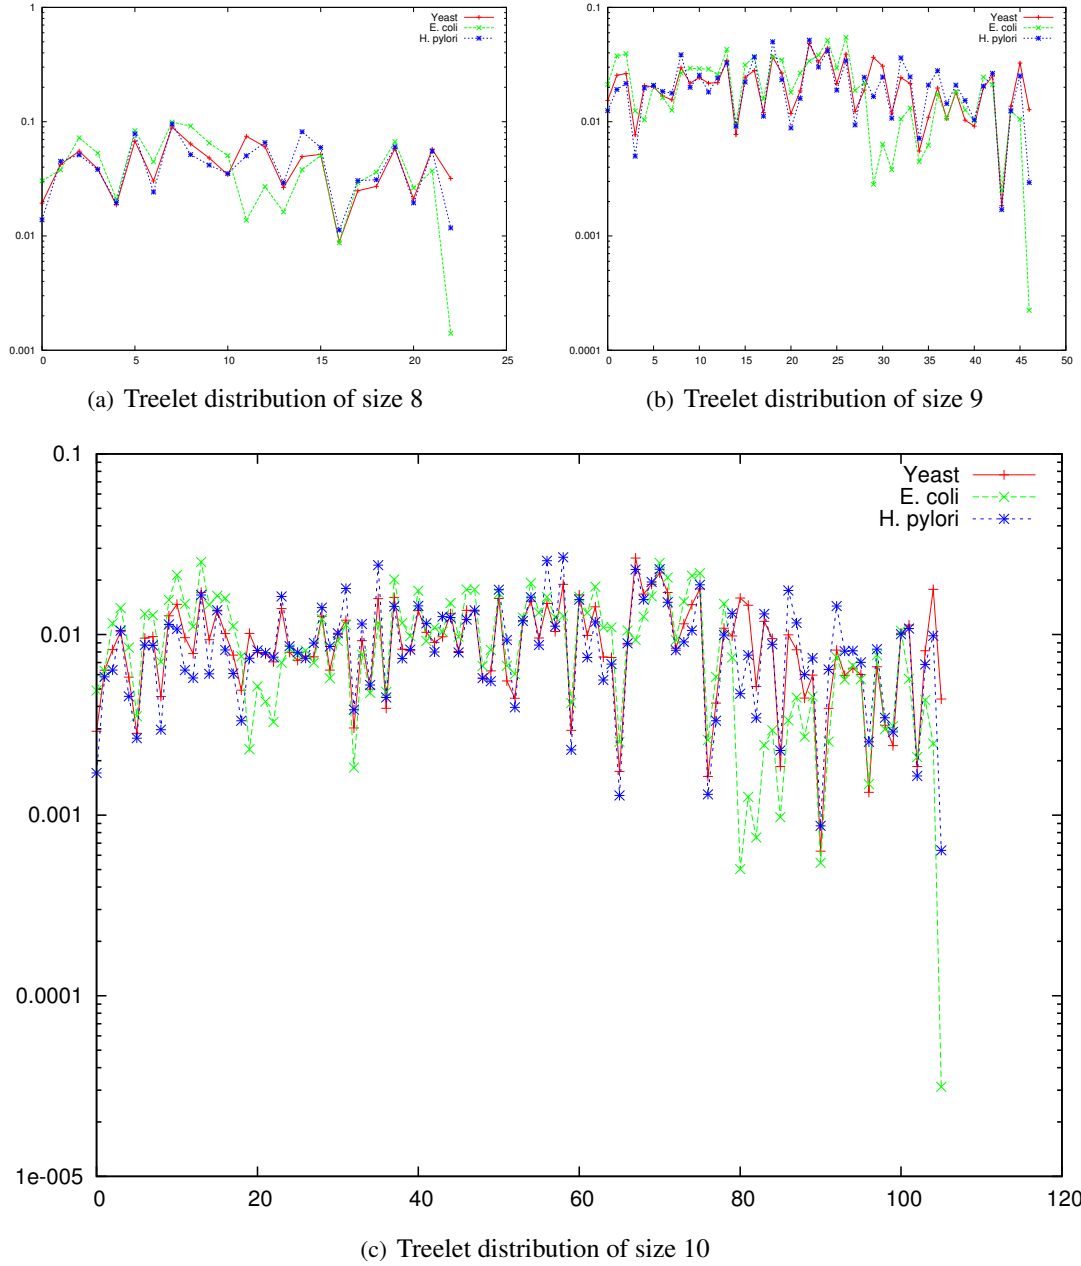 1
0.1
0.01
0.001
0 5 10 15 20 25
Yeast
E. coli
H. pylori
(a) Treelet distribution of size 8
0.1
0.01
0.001
0.0001
0 5 10 15 20 25 30 35 40 45 50
Yeast
E. coli
H. pylori
(b) Treelet distribution of size 9
0.1
0.01
0.001
0.0001
1e-005
0 20 40 60 80 100 120
Yeast
E. coli
H. pylori
(c) Treelet distribution of size 10